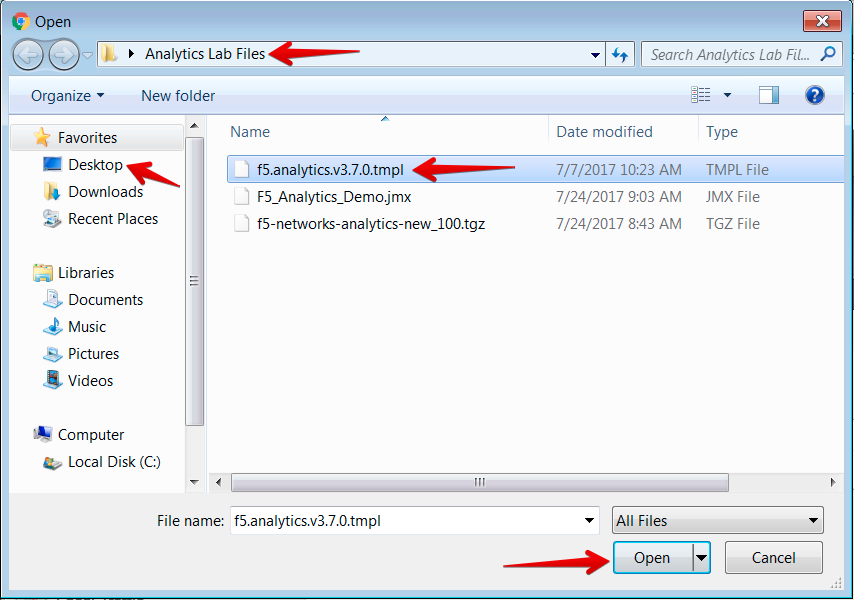 Open
Analytics Lab Files
Search Analytics Lab Fil...
Organize
New folder
Name
Date modified
Type
Favorites
Desktop
Downloads
Recent Places
Libraries
Documents
Music
Pictures
Videos
Computer
Local Disk (C:)
f5.analytics.v3.7.0.tmpl 7/7/2017 10:23 AM TMPL File
F5_Analytics_Demo.jmx 7/24/2017 9:03 AM JMX File
f5-networks-analytics-new_100.tgz 7/24/2017 8:43 AM TGZ File
File name: f5.analytics.v3.7.0.tmpl
All Files
Open
Cancel